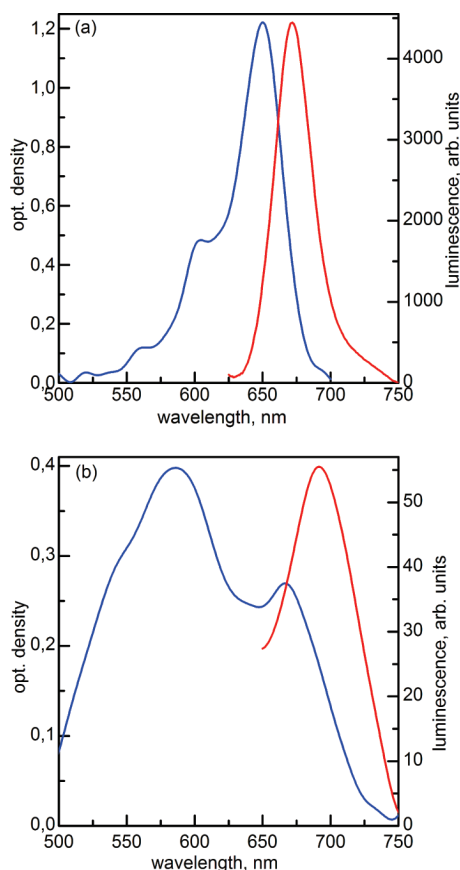 (a)
1,2
1,0
0,8
0,6
0,4
0,2
0,0
opt. density
4000
3000
2000
1000
0
luminescence, arb. units
500 550 600 650 700 750
wavelength, nm
(b)
0,4
0,3
0,2
0,1
0,0
opt. density
50
40
30
20
10
0
luminescence, arb. units
500 550 600 650 700 750
wavelength, nm